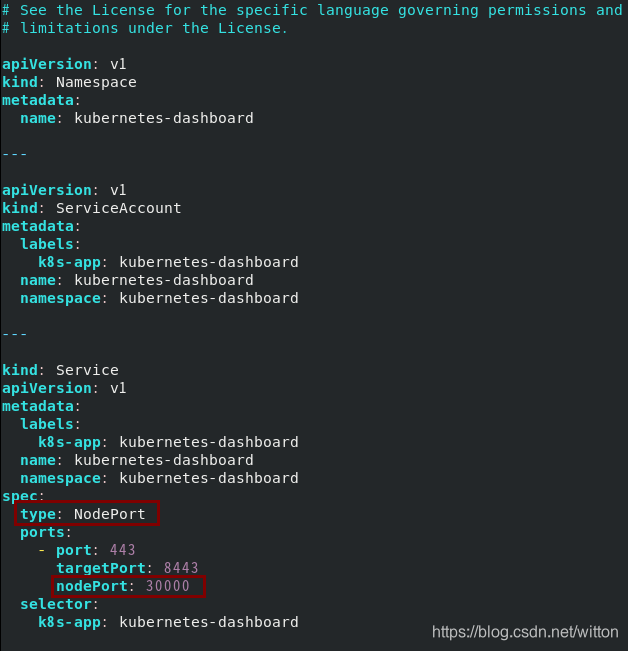 # See the License for the specific language governing permissions and
# limitations under the License.
apiVersion: v1
kind: Namespace
metadata:
  name: kubernetes-dashboard
---
apiVersion: v1
kind: ServiceAccount
metadata:
  labels:
    k8s-app: kubernetes-dashboard
  name: kubernetes-dashboard
  namespace: kubernetes-dashboard
---
kind: Service
apiVersion: v1
metadata:
  labels:
    k8s-app: kubernetes-dashboard
  name: kubernetes-dashboard
  namespace: kubernetes-dashboard
spec:
  type: NodePort
  ports:
    - port: 443
      targetPort: 8443
      nodePort: 30000
  selector:
    k8s-app: kubernetes-dashboard
https://blog.csdn.net/witton